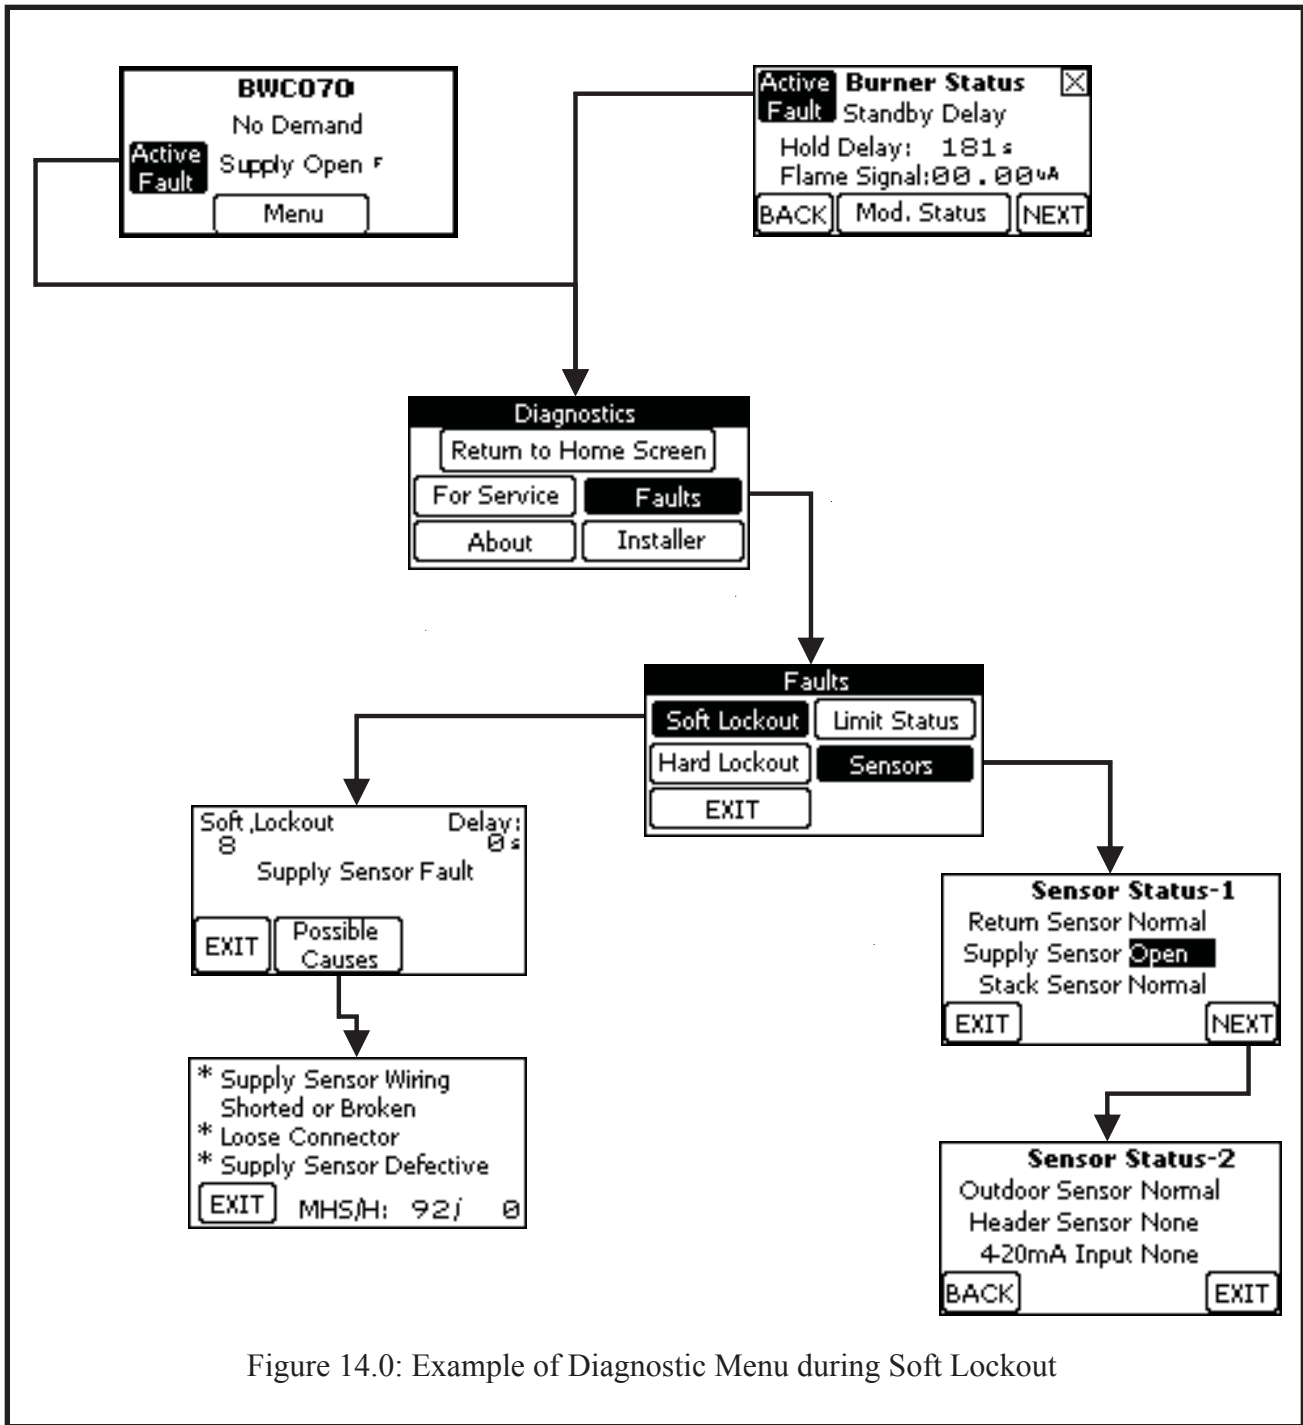 BWC070
No Demand
Active
Fault
Supply Open F
Menu
Active
Fault
Burner Status
Standby Delay
Hold Delay: 181s
Flame Signal:00.00uA
BACK
Mod. Status
NEXT
Diagnostics
Return to Home Screen
For Service
Faults
About
Installer
Faults
Soft Lockout
Limit Status
Hard Lockout
Sensors
EXIT
Soft ,Lockout
8
Delay:
0s
Supply Sensor Fault
EXIT
Possible
Causes
* Supply Sensor Wiring
Shorted or Broken
* Loose Connector
* Supply Sensor Defective
EXIT
MHS/H: 92/ 0
Sensor Status-1
Return Sensor Normal
Supply Sensor Open
Stack Sensor Normal
EXIT
NEXT
Sensor Status-2
Outdoor Sensor Normal
Header Sensor None
4-20mA Input None
BACK
EXIT
Figure 14.0: Example of Diagnostic Menu during Soft Lockout